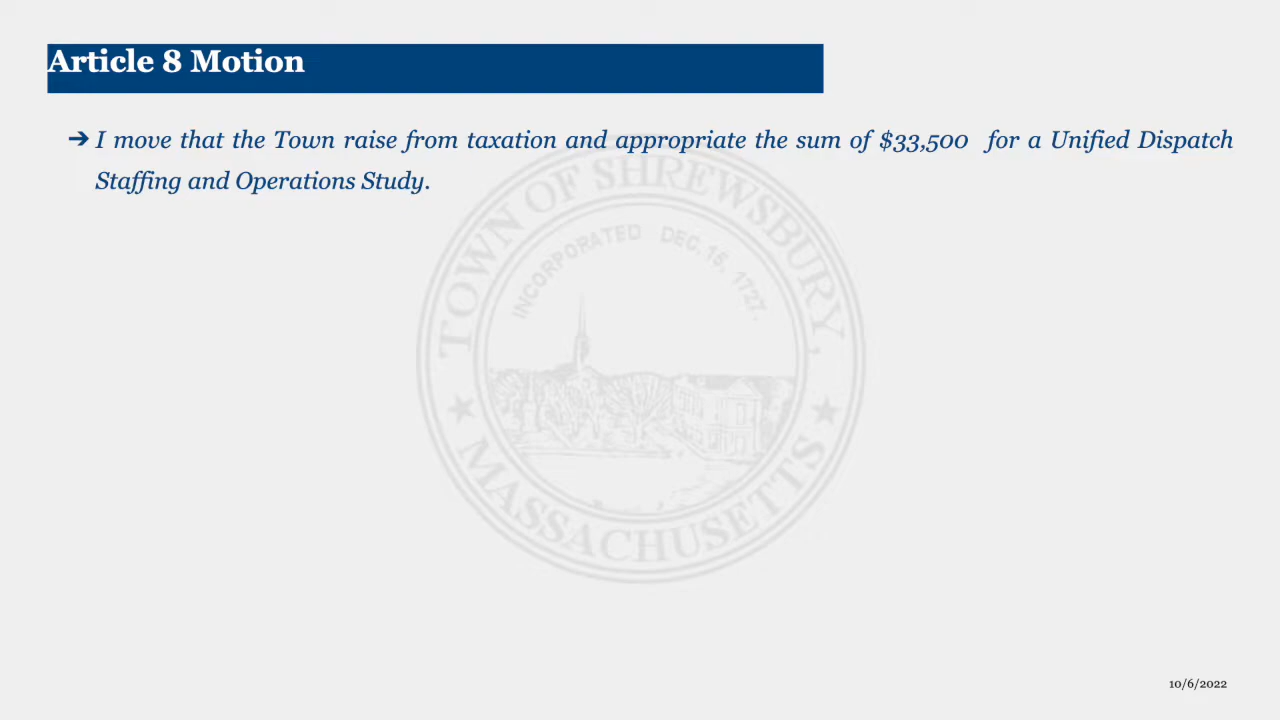 Article 8 Motion
➔ I move that the Town raise from taxation and appropriate the sum of $33,500 for a Unified Dispatch
Staffing and Operations Study.
TOWN OF SHREWSBURY,
INCORPORATED DEC. 15, 1727.
★ MASSACHUSETTS ★
10/6/2022